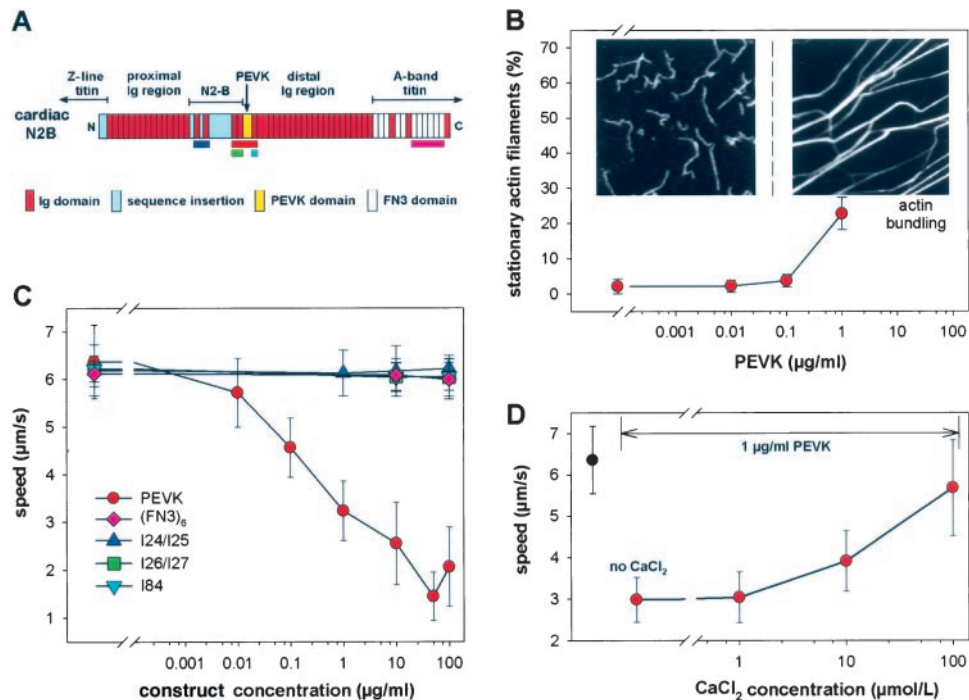 A
Z-line
titin
proximal
Ig region
N2-B
PEVK
distal
Ig region
A-band
titin
cardiac
N2B
N
C
Ig domain
sequence insertion
PEVK domain
FN3 domain
B
stationary actin filaments (%)
70
60
50
40
30
20
10
0
actin
bundling
0.001 0.01 0.1 1 10 100
PEVK (µg/ml)
C
speed (µm/s)
7
6
5
4
3
2
1
PEVK
(FN3)₆
I24/I25
I26/I27
I84
0.001 0.01 0.1 1 10 100
construct concentration (µg/ml)
D
speed (µm/s)
7
6
5
4
3
2
1 µg/ml PEVK
no CaCl₂
1 10 100
CaCl₂ concentration (µmol/L)